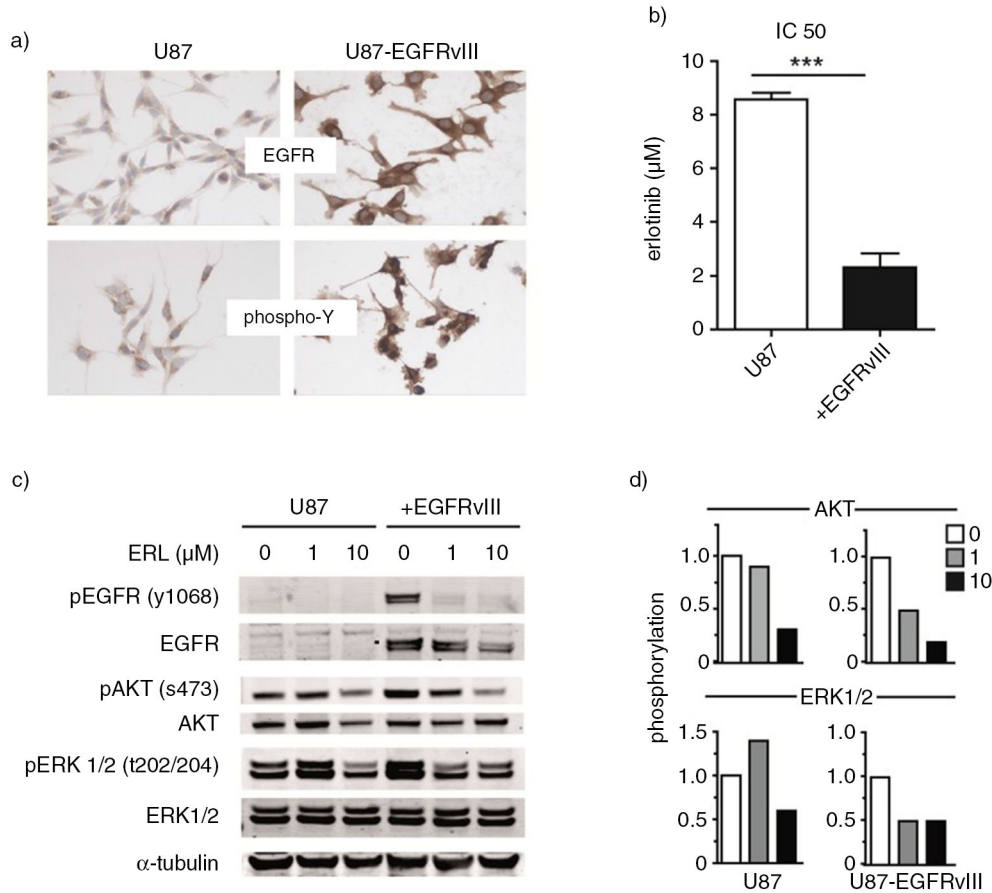 a)
U87 U87-EGFRvIII
EGFR
phospho-Y
b)
IC 50
***
10
8
6
4
2
0
erlotinib (µM)
U87
+EGFRvIII
c)
U87 +EGFRvIII
ERL (µM) 0 1 10 0 1 10
pEGFR (y1068)
EGFR
pAKT (s473)
AKT
pERK 1/2 (t202/204)
ERK1/2
α-tubulin
d)
AKT
0
1
10
phosphorylation
1.0
0.5
0
1.0
0.5
0
ERK1/2
1.5
1.0
0.5
0
1.0
1.0
0.5
0
U87 U87-EGFRvIII